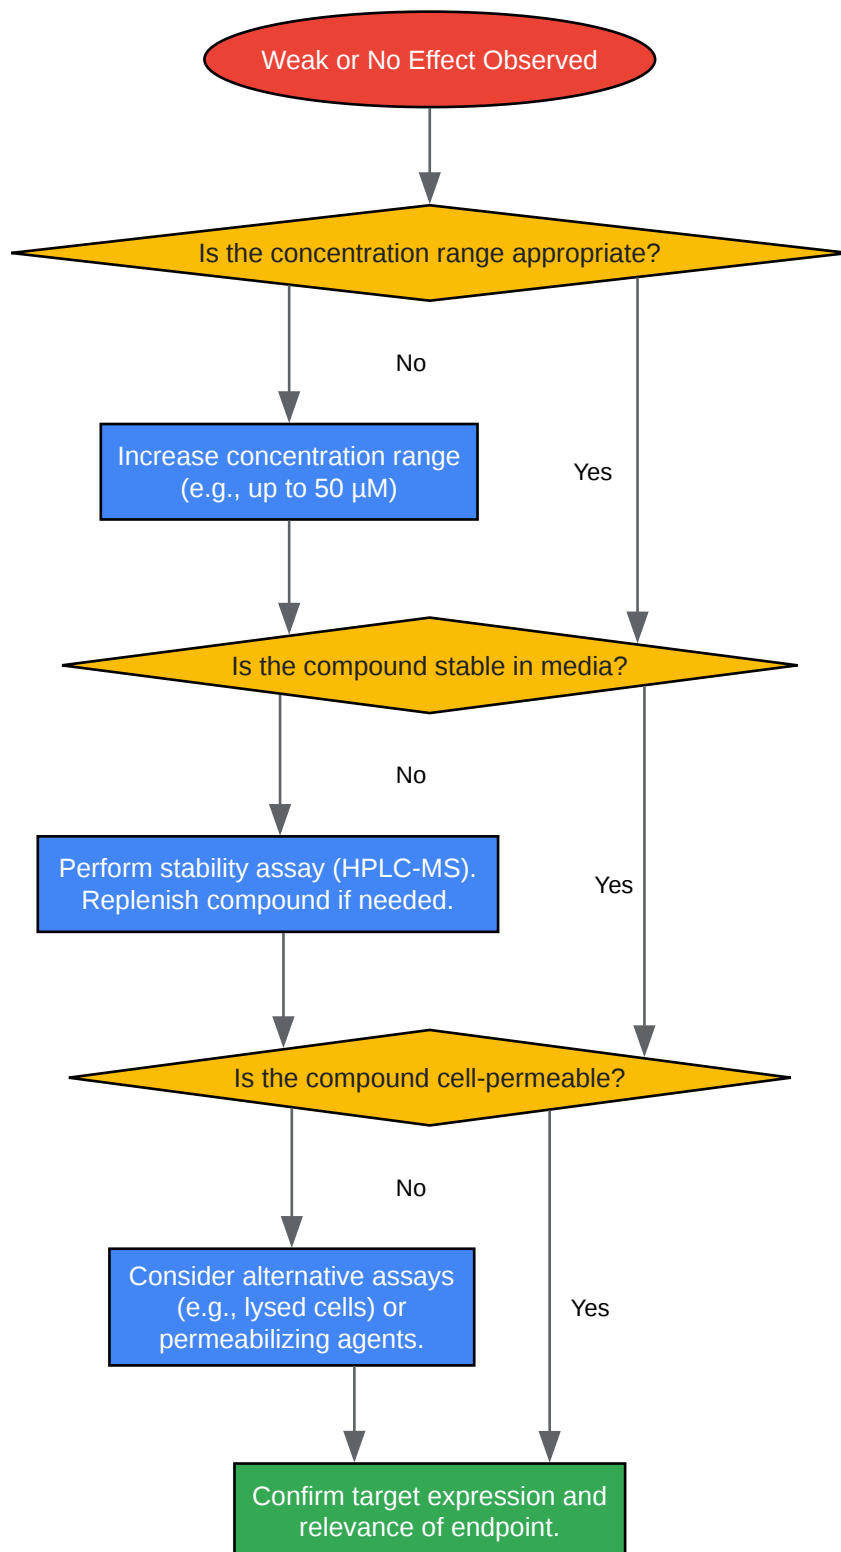 Weak or No Effect Observed
Is the concentration range appropriate?
No
Increase concentration range
(e.g., up to 50 µM)
Yes
Is the compound stable in media?
No
Perform stability assay (HPLC-MS).
Replenish compound if needed.
Yes
Is the compound cell-permeable?
No
Consider alternative assays
(e.g., lysed cells) or
permeabilizing agents.
Yes
Confirm target expression and
relevance of endpoint.